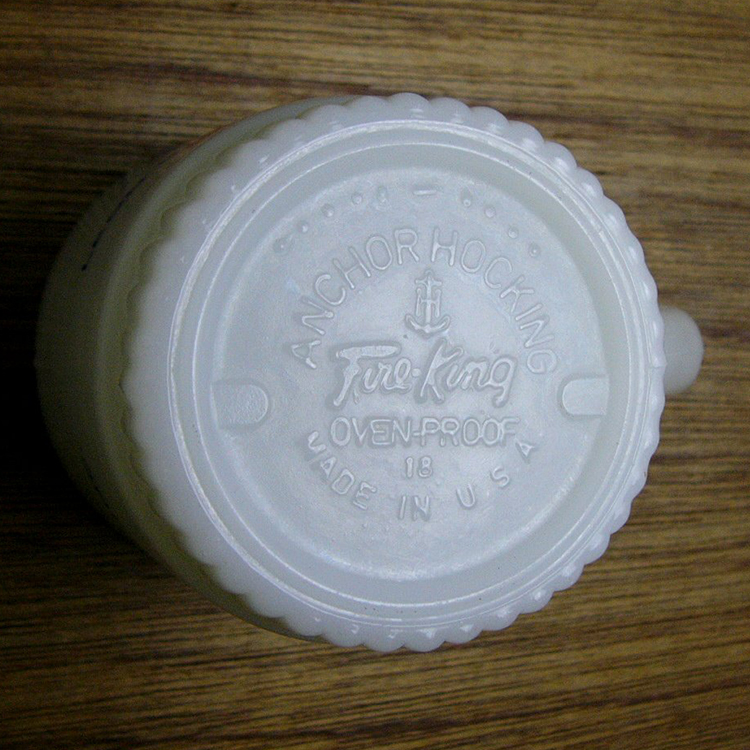 ANCHOR HOCKING
Fire-King
OVEN-PROOF
18
MADE IN U S A